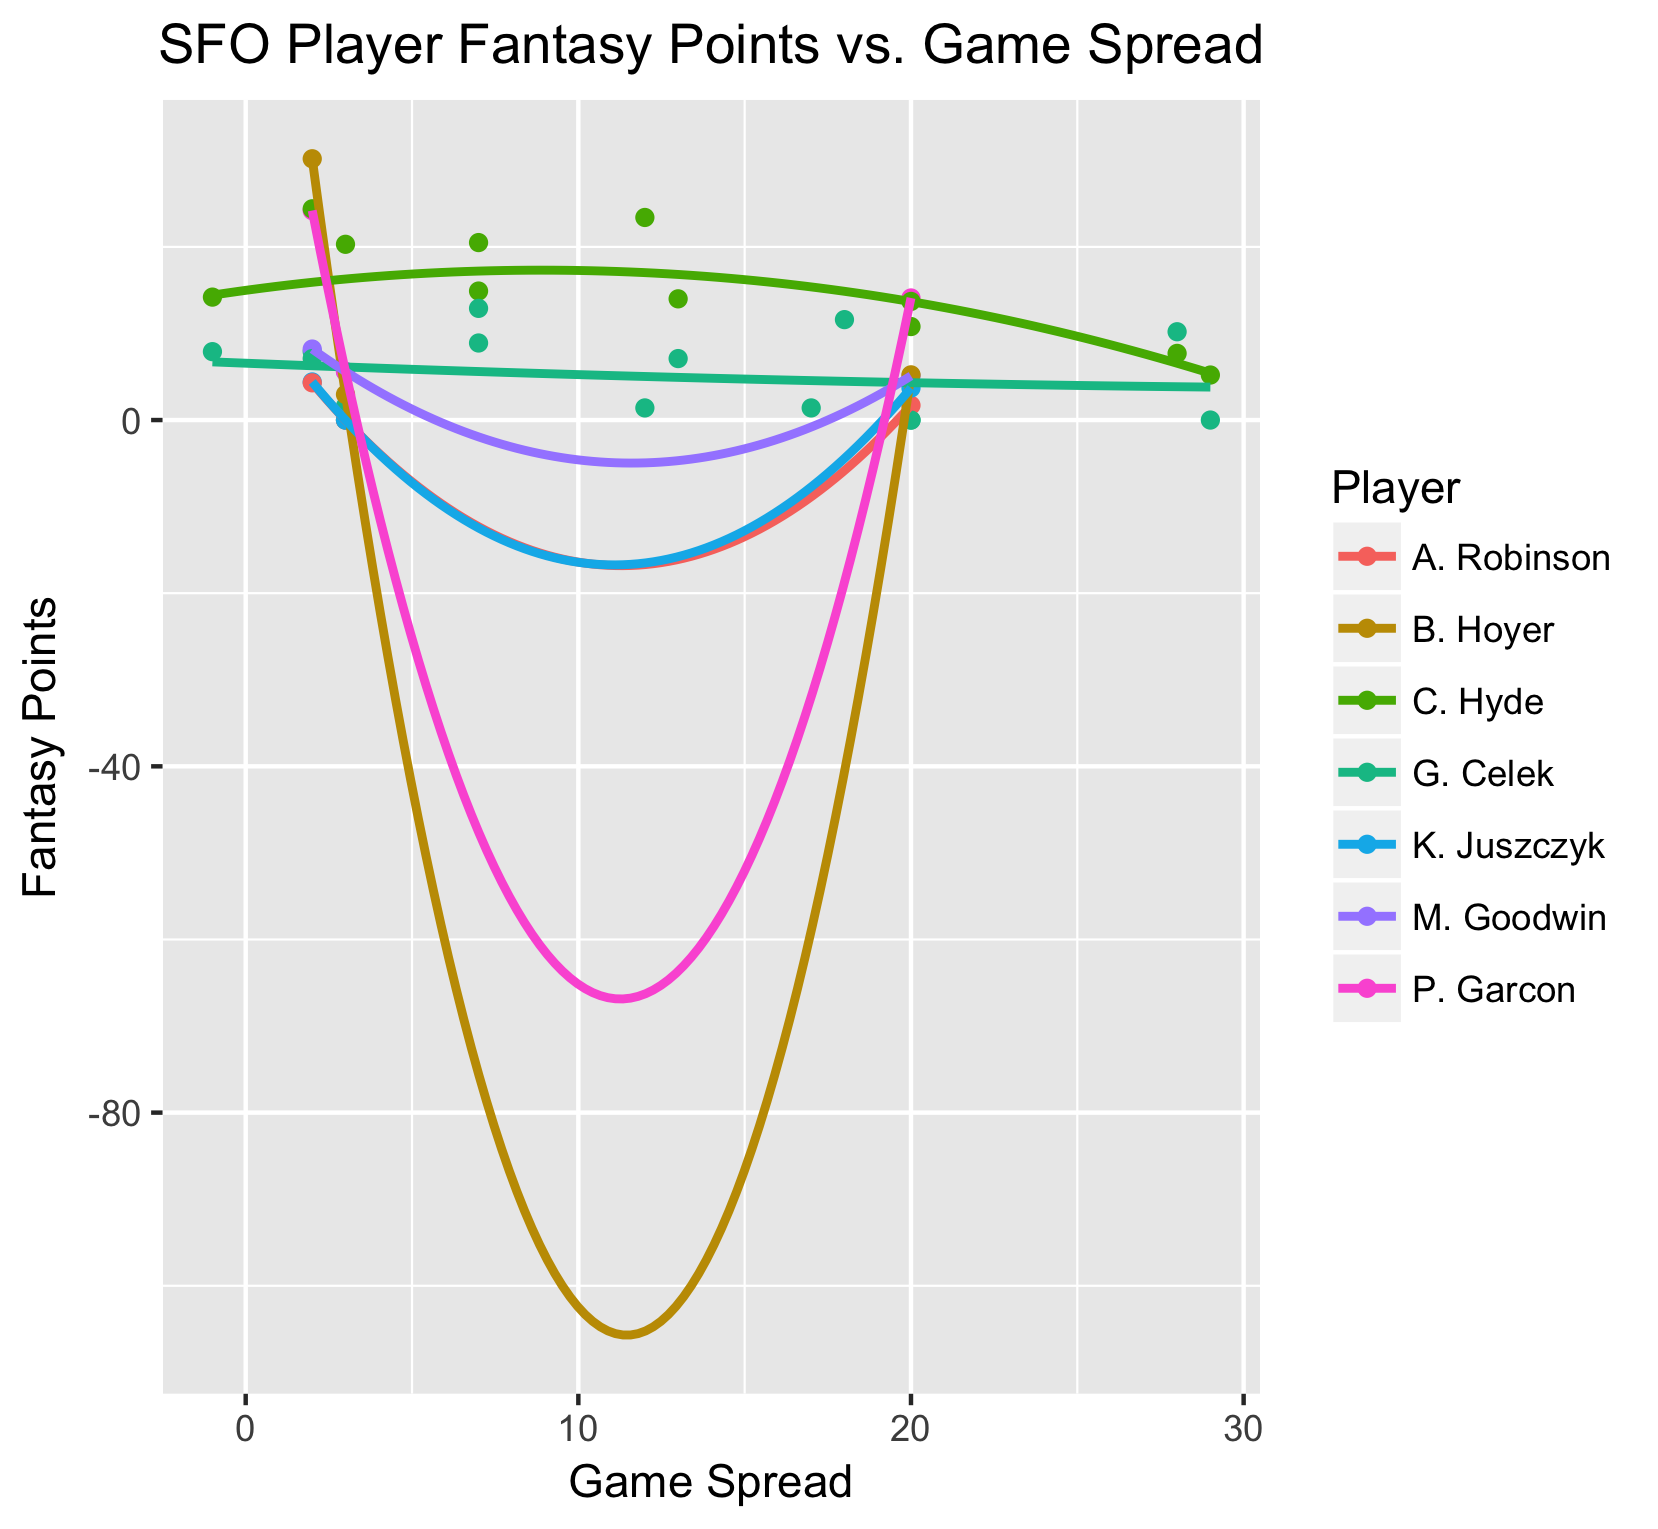 SFO Player Fantasy Points vs. Game Spread
Fantasy Points
0
-40
-80
0
10
20
30
Game Spread
Player
A. Robinson
B. Hoyer
C. Hyde
G. Celek
K. Juszczyk
M. Goodwin
P. Garcon